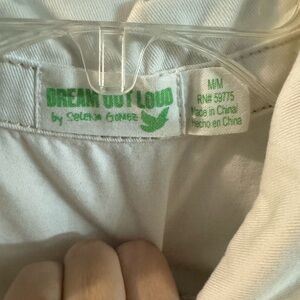 DREAM OUT LOUD
by SELENA GOMEZ
M/M
RN# 59775
Made in China/
Hecho en China